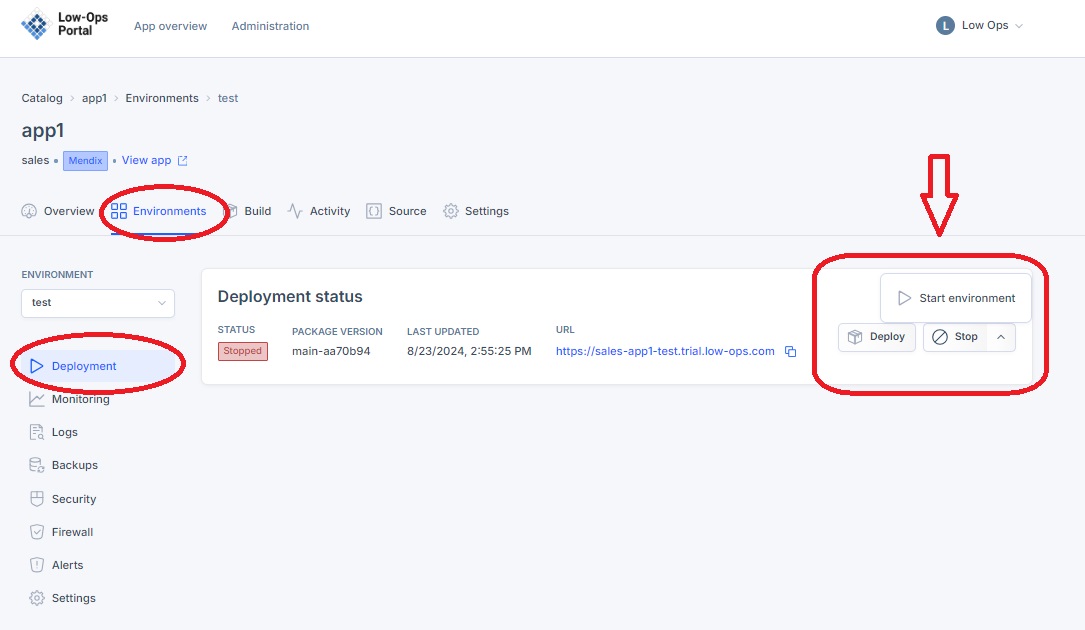 Low-Ops
Portal
App overview
Administration
L
Low Ops
Catalog > app1 > Environments > test
app1
sales • Mendix • View app
Overview
Environments
Build
Activity
Source
Settings
ENVIRONMENT
test
Deployment
Monitoring
Logs
Backups
Security
Firewall
Alerts
Settings
Deployment status
STATUS
PACKAGE VERSION
LAST UPDATED
URL
Stopped
main-aa70b94
8/23/2024, 2:55:25 PM
https://sales-app1-test.trial.low-ops.com
Start environment
Deploy
Stop